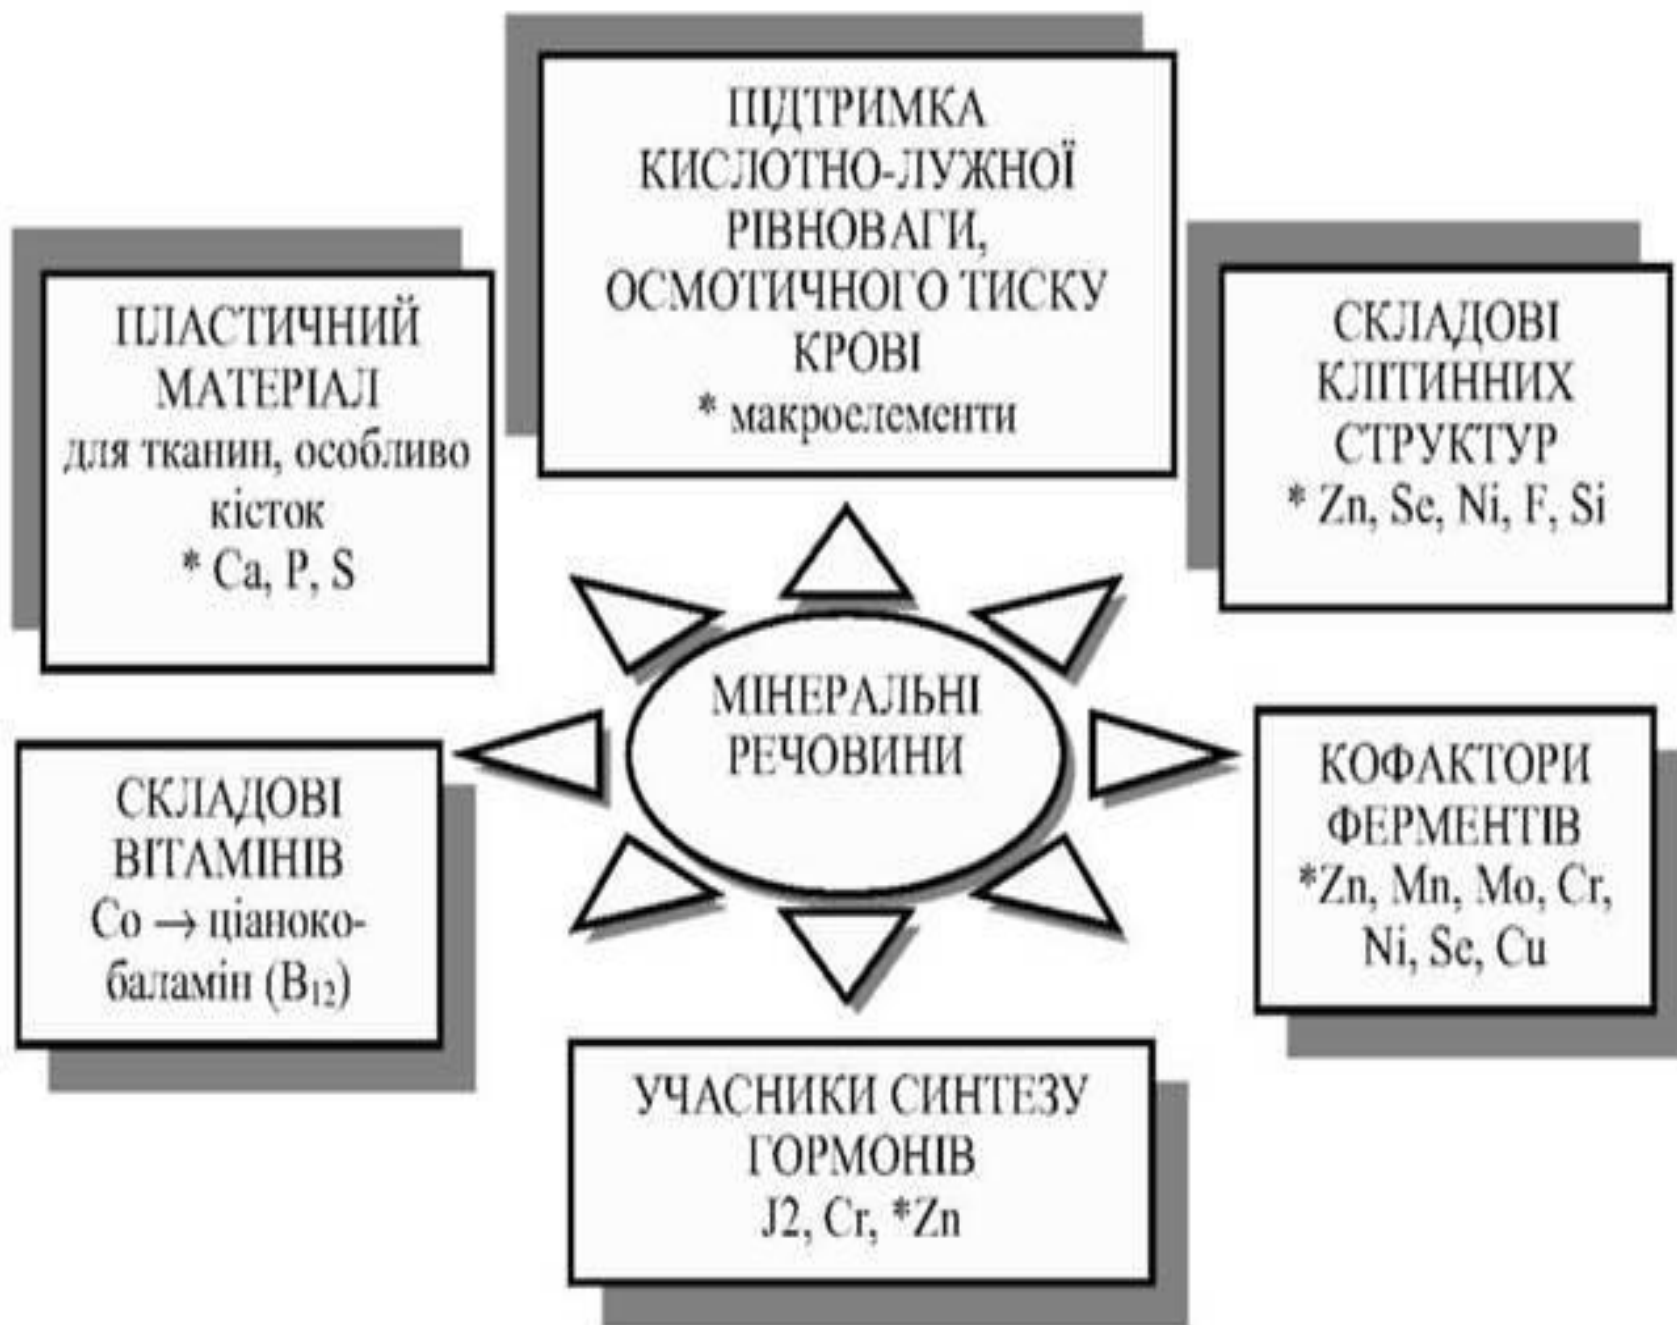 ПІДТРИМКА
КИСЛОТНО-ЛУЖНОЇ
РІВНОВАГИ,
ОСМОТИЧНОГО ТИСКУ
КРОВІ
* макроелементи
ПЛАСТИЧНИЙ
МАТЕРІАЛ
для тканин, особливо
кісток
* Ca, P, S
СКЛАДОВІ
КЛІТИННИХ
СТРУКТУР
* Zn, Se, Ni, F, Si
МІНЕРАЛЬНІ
РЕЧОВИНИ
СКЛАДОВІ
ВІТАМІНІВ
Co → ціаноко-
баламін (B₁₂)
КОФАКТОРИ
ФЕРМЕНТІВ
*Zn, Mn, Mo, Cr,
Ni, Se, Cu
УЧАСНИКИ СИНТЕЗУ
ГОРМОНІВ
J2, Cr, *Zn